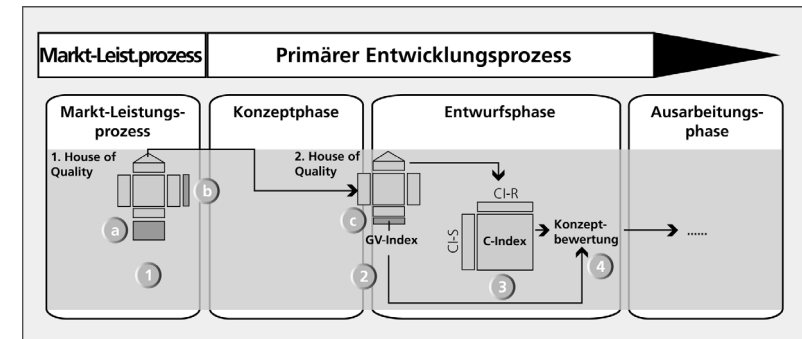 Markt-Leist.prozess
Primärer Entwicklungsprozess
Markt-Leistungs-
prozess
Konzeptphase
Entwurfsphase
Ausarbeitungs-
phase
1. House of
Quality
b
a
1
2. House of
Quality
c
GV-Index
2
CI-R
CI-S
C-Index
3
Konzept-
bewertung
4
......